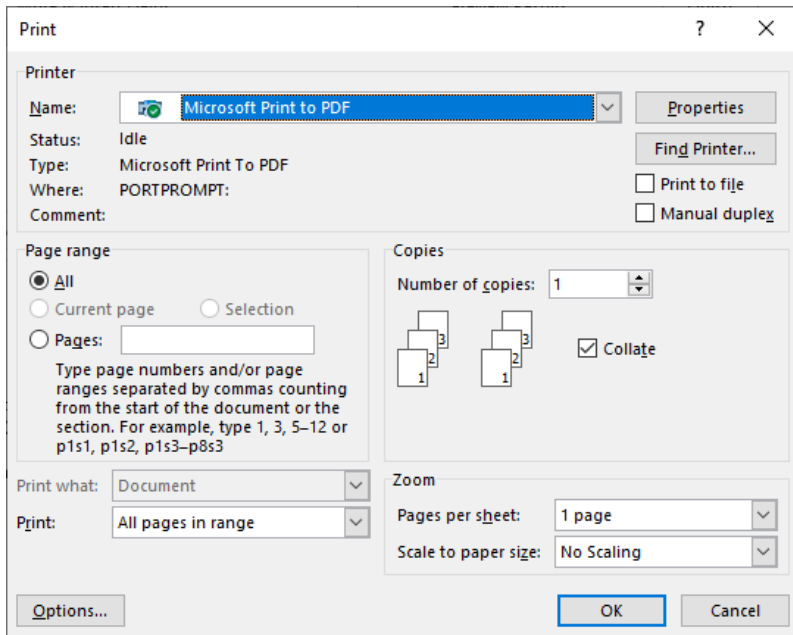 Print
?
Printer
Name:
Microsoft Print to PDF
Properties
Status:
Idle
Find Printer...
Type:
Microsoft Print To PDF
Where:
PORTPROMPT:
Print to file
Comment:
Manual duplex
Page range
All
Current page
Selection
Pages:
Type page numbers and/or page
ranges separated by commas counting
from the start of the document or the
section. For example, type 1, 3, 5–12 or
p1s1, p1s2, p1s3–p8s3
Copies
Number of copies:
1
3
2
1
3
2
1
Collate
Print what:
Document
Print:
All pages in range
Zoom
Pages per sheet:
1 page
Scale to paper size:
No Scaling
Options...
OK
Cancel